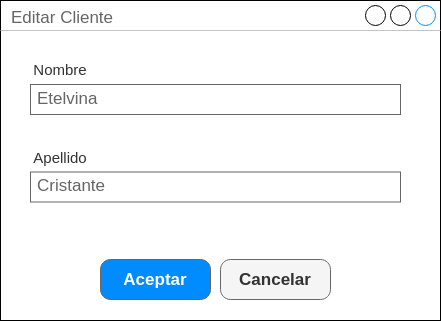 Editar Cliente
Nombre
Etelvina
Apellido
Cristante
Aceptar
Cancelar